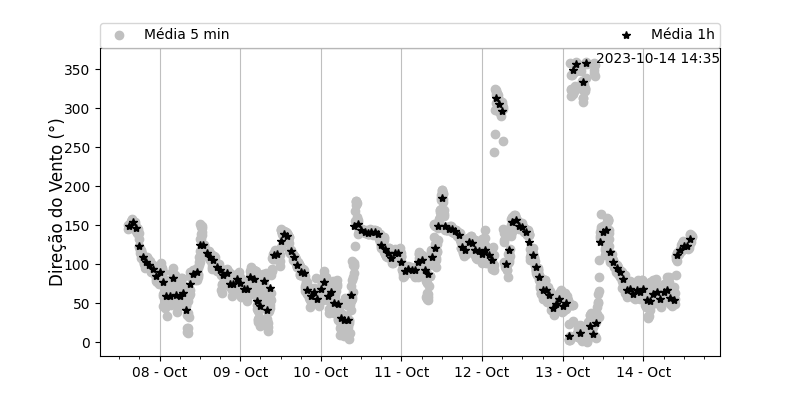 Média 5 min
Média 1h
2023-10-14 14:35
Direção do Vento (°)
350
300
250
200
150
100
50
0
08 - Oct
09 - Oct
10 - Oct
11 - Oct
12 - Oct
13 - Oct
14 - Oct